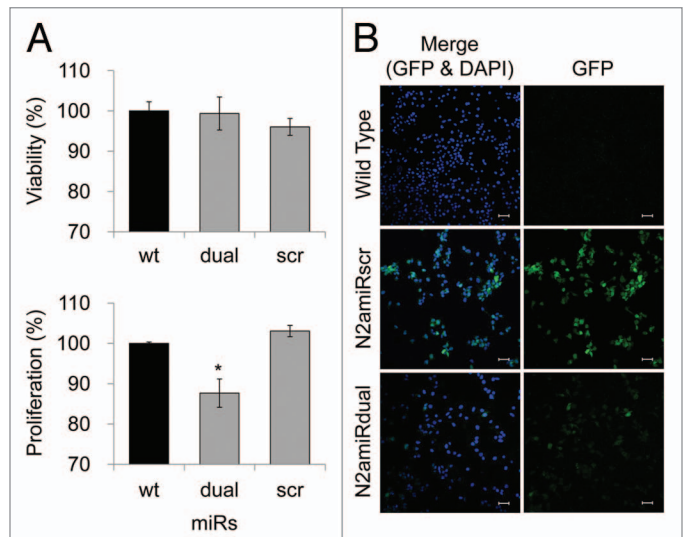 A
110
100
90
80
70
Viability (%)
wt dual scr
110
100
90
80
70
Proliferation (%)
*
wt dual scr
miRs
B
Merge
(GFP & DAPI)
GFP
Wild Type
N2amiRscr
N2amiRdual